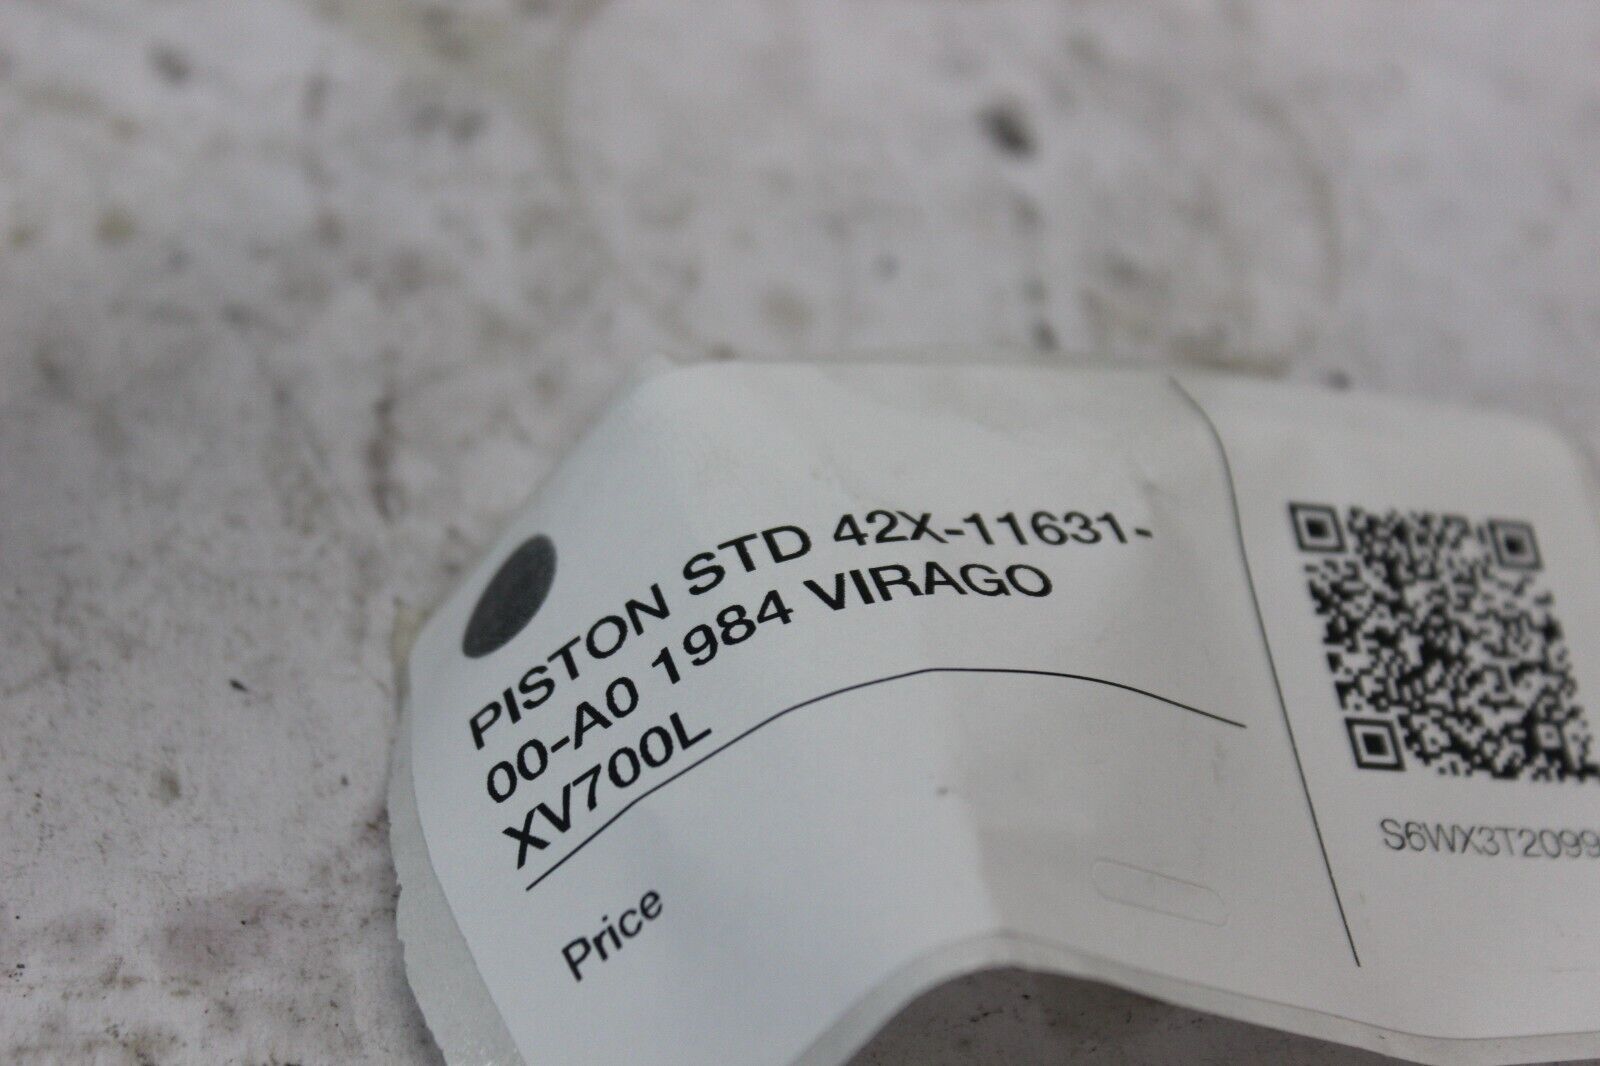 PISTON STD 42X-11631-
00-A0 1984 VIRAGO
XV700L
Price
S6WX3T2099